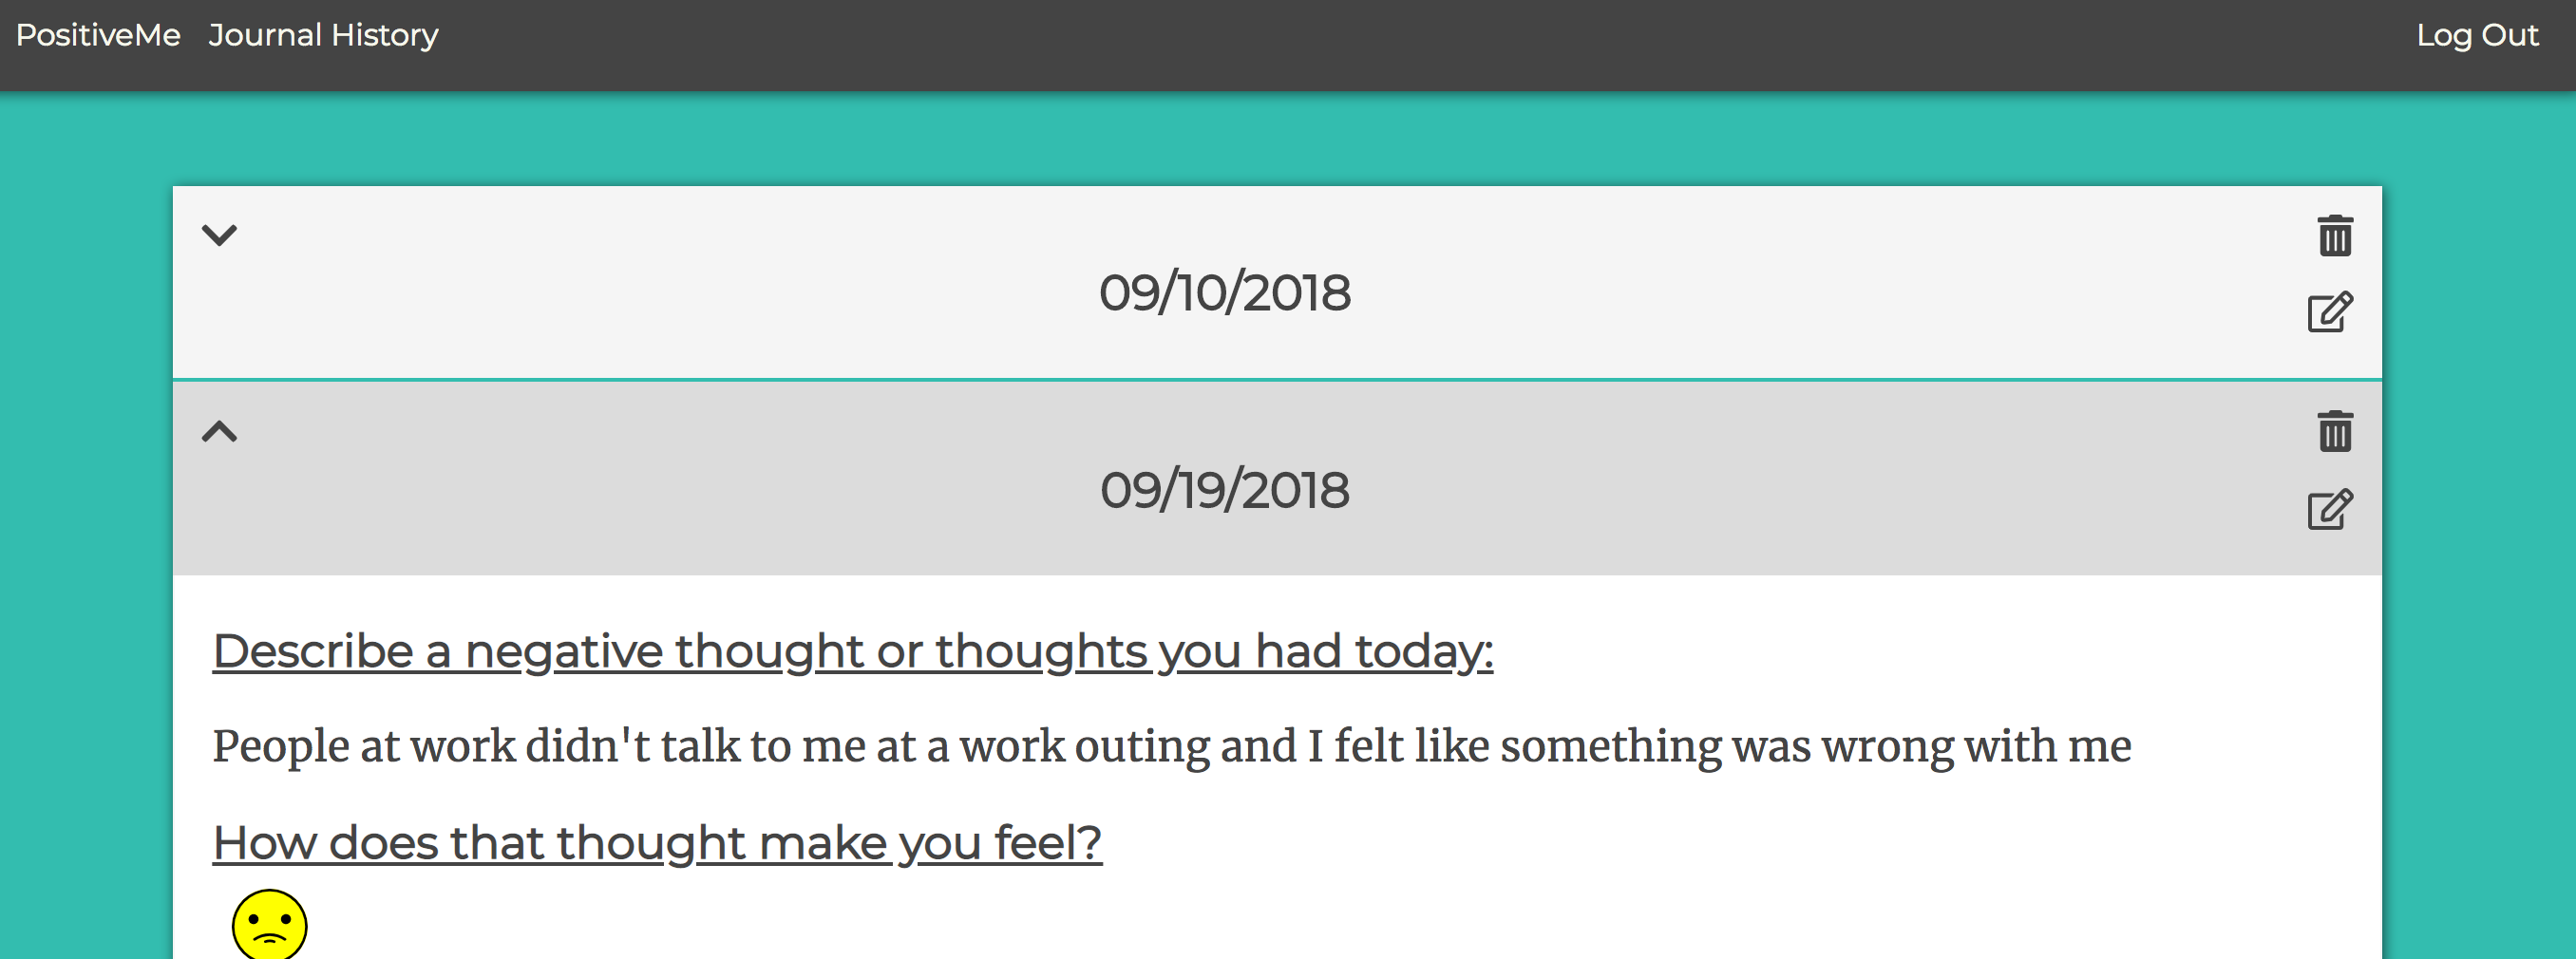 PositiveMe Journal History Log Out
09/10/2018
09/19/2018
Describe a negative thought or thoughts you had today:
People at work didn't talk to me at a work outing and I felt like something was wrong with me
How does that thought make you feel?